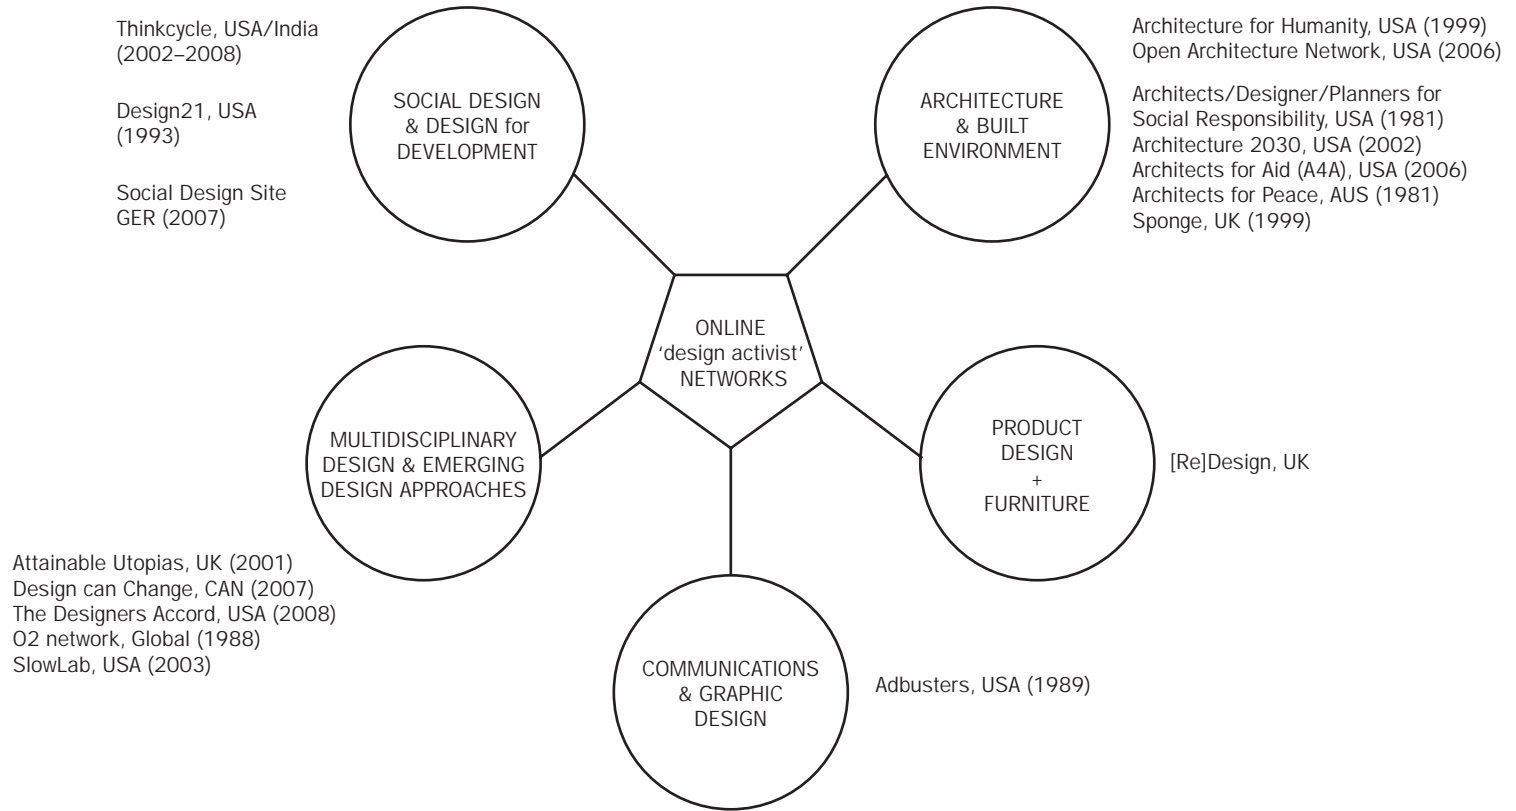 Thinkcycle, USA/India
(2002–2008)
Design21, USA
(1993)
Social Design Site
GER (2007)
SOCIAL DESIGN
& DESIGN for
DEVELOPMENT
ARCHITECTURE
& BUILT
ENVIRONMENT
Architecture for Humanity, USA (1999)
Open Architecture Network, USA (2006)
Architects/Designer/Planners for
Social Responsibility, USA (1981)
Architecture 2030, USA (2002)
Architects for Aid (A4A), USA (2006)
Architects for Peace, AUS (1981)
Sponge, UK (1999)
ONLINE
‘design activist’
NETWORKS
MULTIDISCIPLINARY
DESIGN & EMERGING
DESIGN APPROACHES
PRODUCT
DESIGN
+
FURNITURE
[Re]Design, UK
Attainable Utopias, UK (2001)
Design can Change, CAN (2007)
The Designers Accord, USA (2008)
O2 network, Global (1988)
SlowLab, USA (2003)
COMMUNICATIONS
& GRAPHIC
DESIGN
Adbusters, USA (1989)